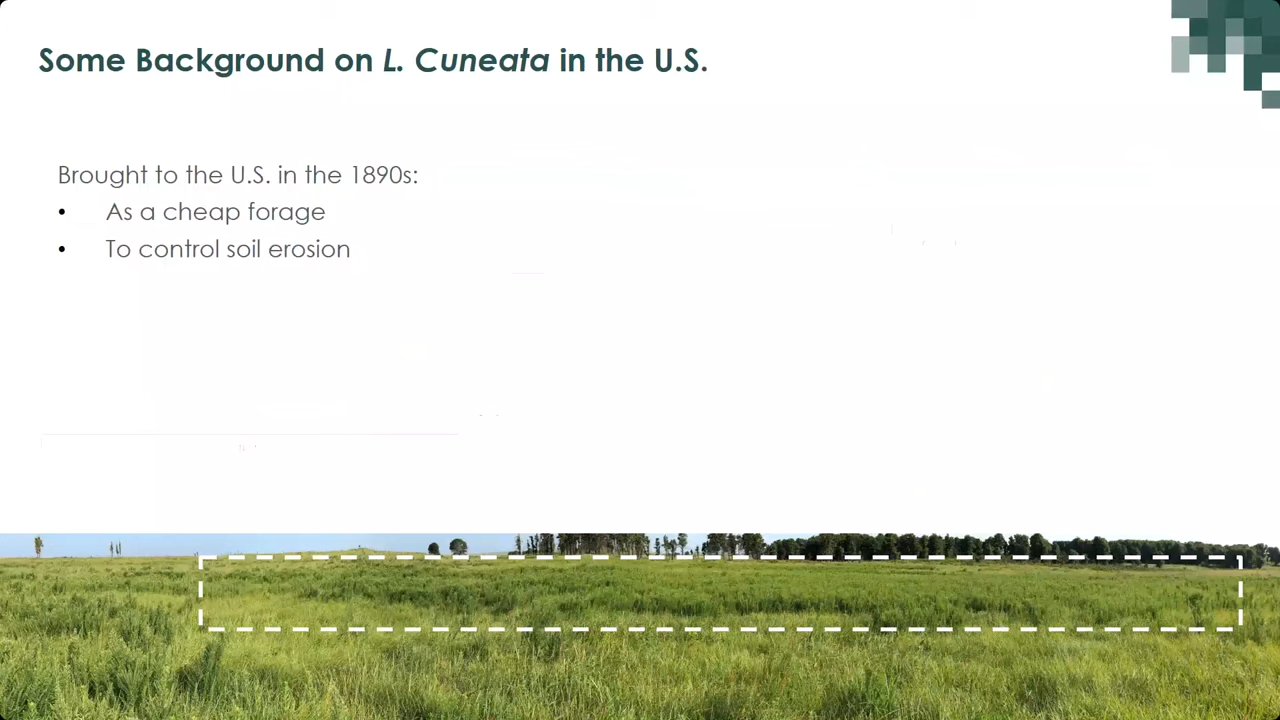 Some Background on L. Cuneata in the U.S.
Brought to the U.S. in the 1890s:
• As a cheap forage
• To control soil erosion